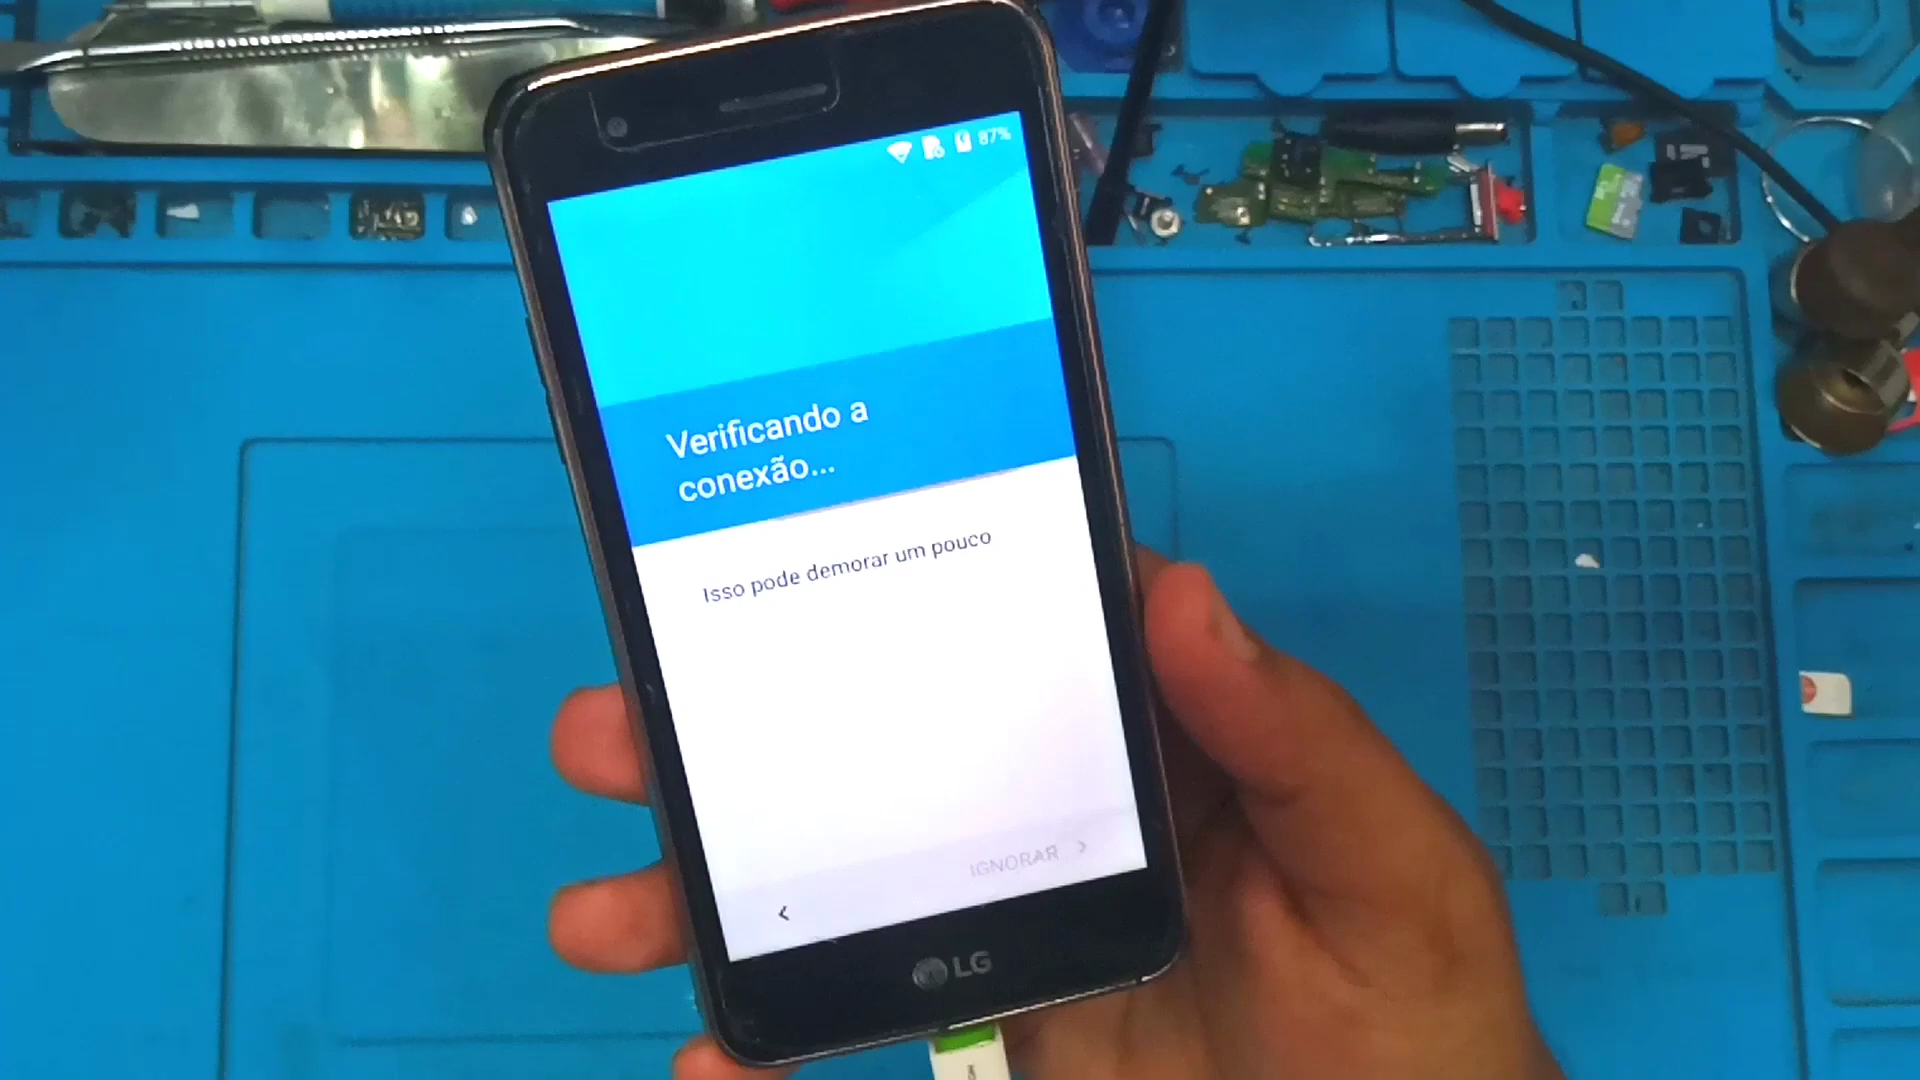 87%
Verificando a
conexão...
Isso pode demorar um pouco
IGNORAR
LG